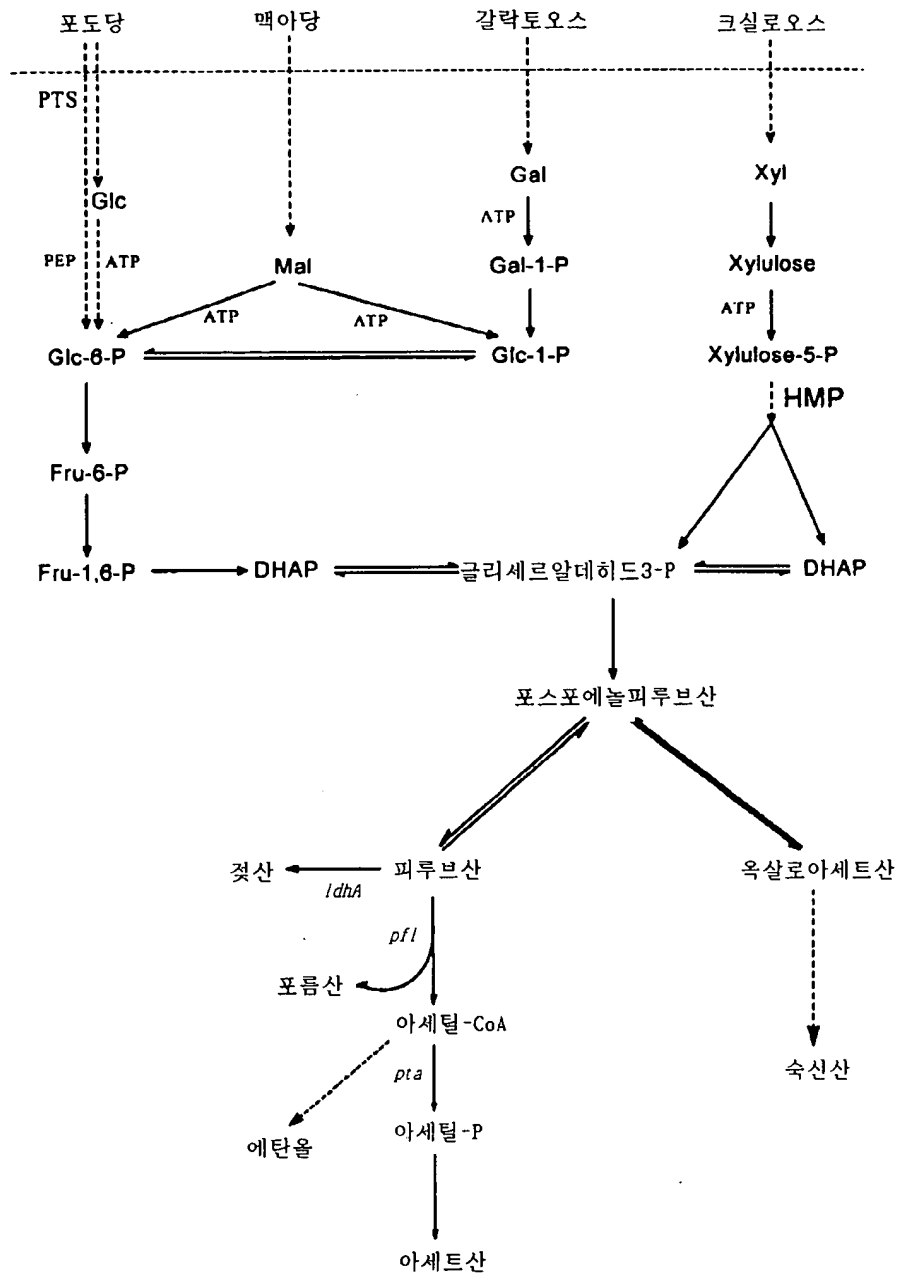 포도당 맥아당 갈락토오스 크실로오스
PTS
Gal Xyl
Glc
ATP
PEP ATP Mal Gal-1-P Xylulose
ATP ATP ATP
Glc-6-P Glc-1-P Xylulose-5-P
HMP
Fru-6-P
Fru-1,6-P DHAP 글리세르알데히드3-P DHAP
포스포에놀피루브산
젖산 피루브산 옥살로아세트산
ldhA
pfl
포름산
아세틸-CoA
pta 숙신산
에탄올 아세틸-P
아세트산